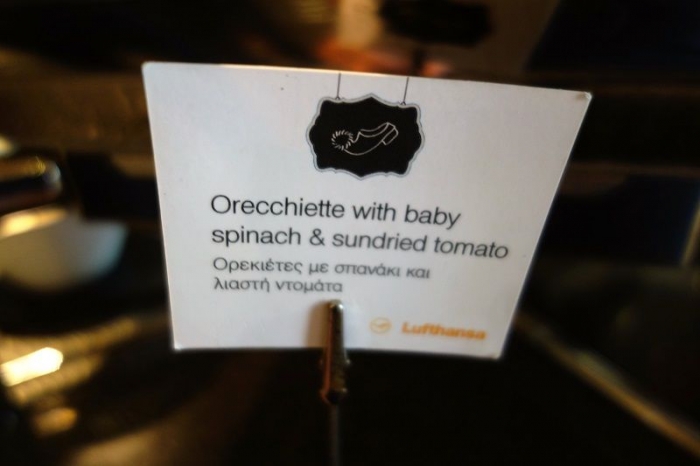 Orecchiette with baby
spinach & sundried tomato
Ορεκιέτες με σπανάκι και
λιαστή ντομάτα
Lufthansa